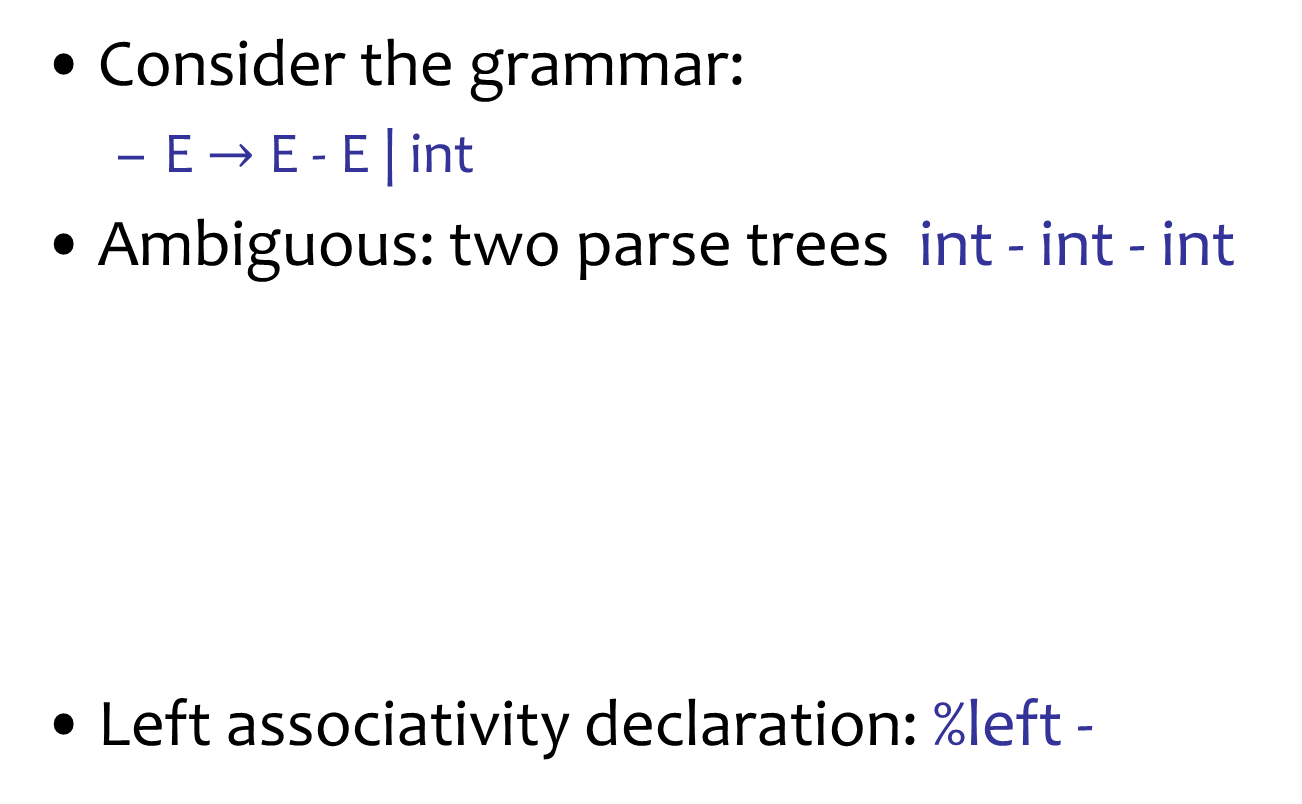 • Consider the grammar:
– E → E - E | int
• Ambiguous: two parse trees int - int - int
• Left associativity declaration: %left -